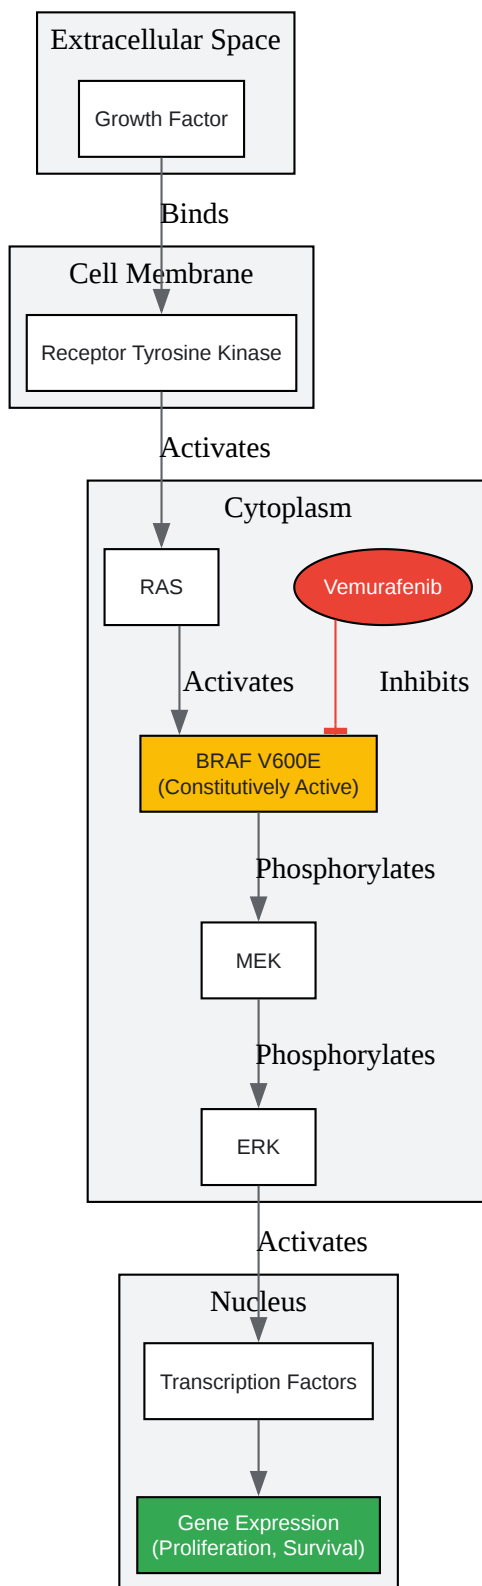 Extracellular Space
Growth Factor
Binds
Cell Membrane
Receptor Tyrosine Kinase
Activates
Cytoplasm
RAS
Vemurafenib
Activates
Inhibits
BRAF V600E
(Constitutively Active)
Phosphorylates
MEK
Phosphorylates
ERK
Activates
Nucleus
Transcription Factors
Gene Expression
(Proliferation, Survival)